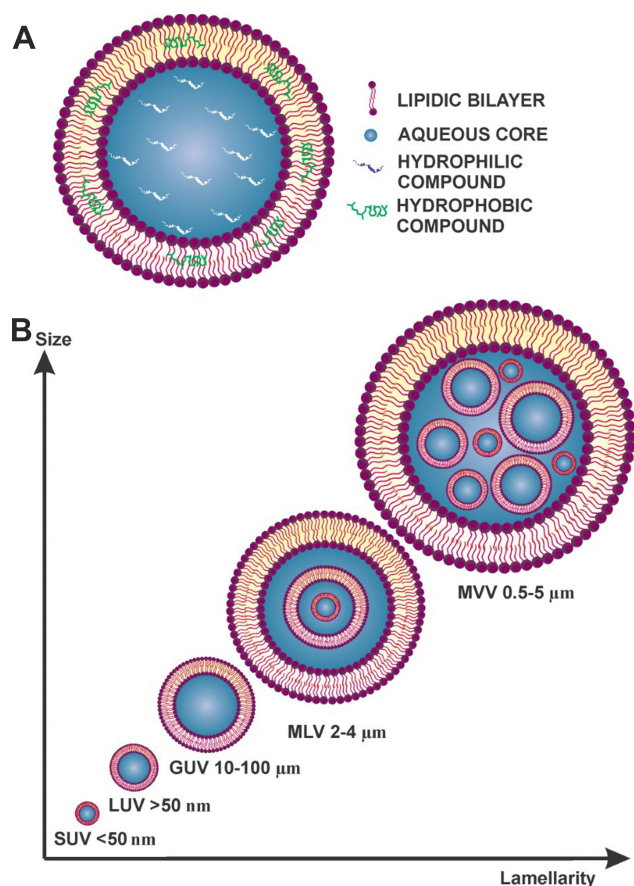 A
LIPIDIC BILAYER
AQUEOUS CORE
HYDROPHILIC
COMPOUND
HYDROPHOBIC
COMPOUND
B
Size
MVV 0.5-5 µm
MLV 2-4 µm
GUV 10-100 µm
LUV >50 nm
SUV <50 nm
Lamellarity